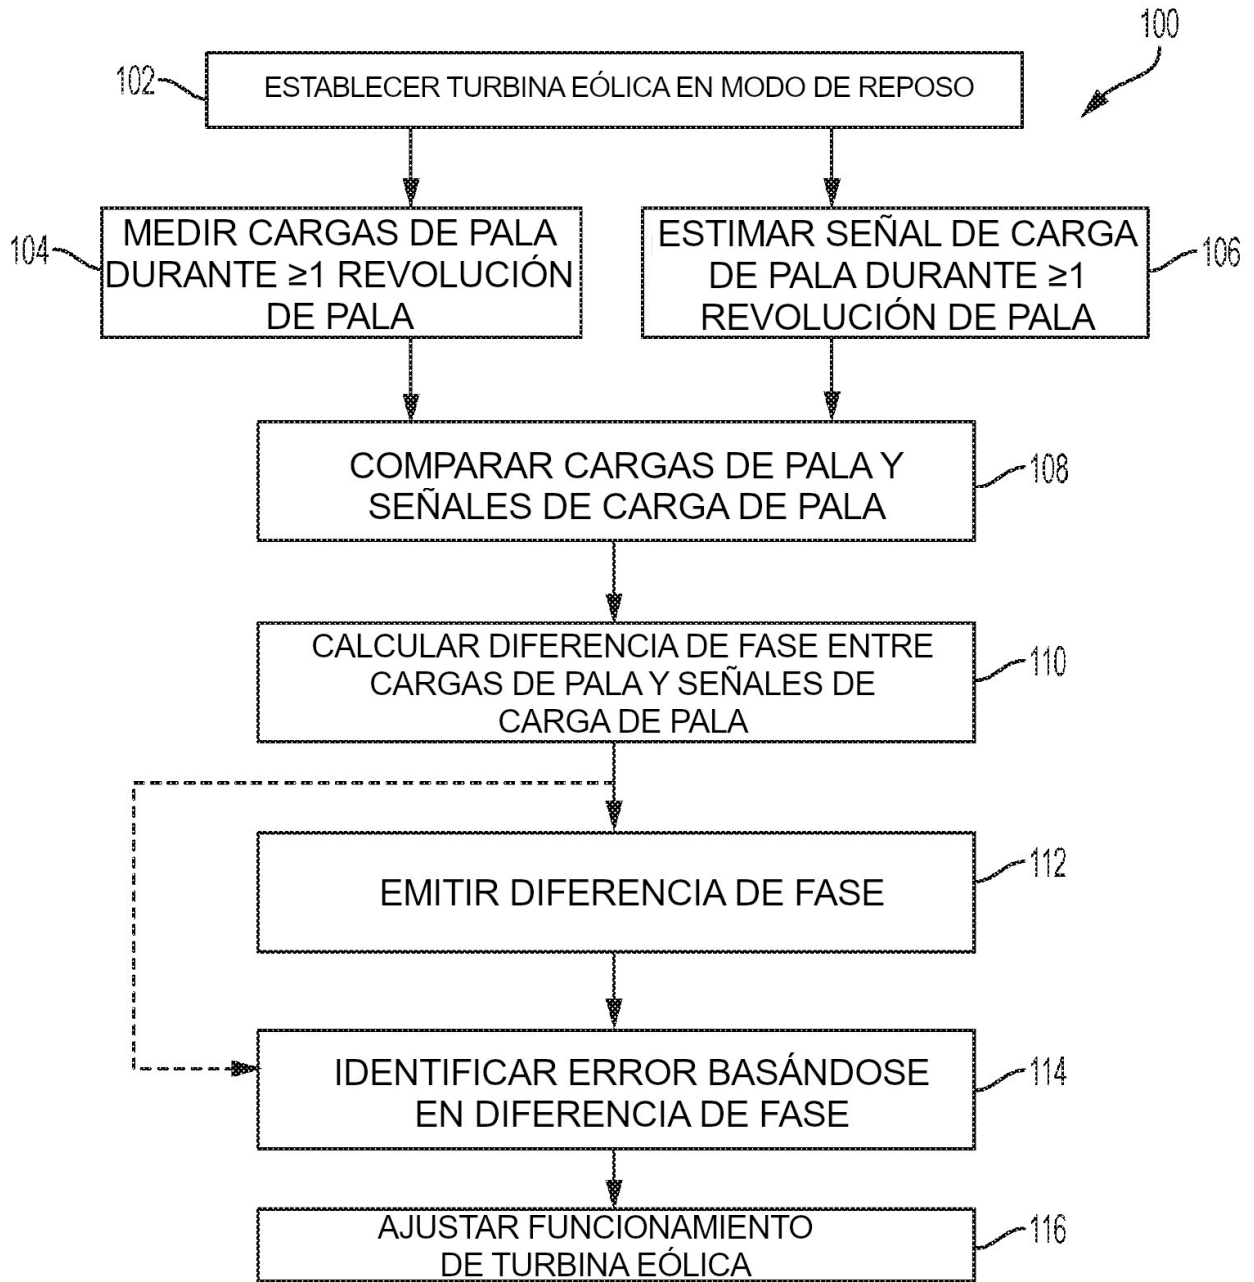 100
102
ESTABLECER TURBINA EÓLICA EN MODO DE REPOSO
104
MEDIR CARGAS DE PALA
DURANTE ≥1 REVOLUCIÓN
DE PALA
ESTIMAR SEÑAL DE CARGA
DE PALA DURANTE ≥1
REVOLUCIÓN DE PALA
106
COMPARAR CARGAS DE PALA Y
SEÑALES DE CARGA DE PALA
108
CALCULAR DIFERENCIA DE FASE ENTRE
CARGAS DE PALA Y SEÑALES DE
CARGA DE PALA
110
EMITIR DIFERENCIA DE FASE
112
IDENTIFICAR ERROR BASÁNDOSE
EN DIFERENCIA DE FASE
114
AJUSTAR FUNCIONAMIENTO
DE TURBINA EÓLICA
116